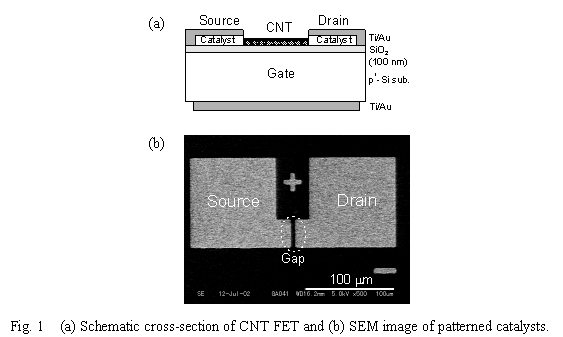 (a)
Source
CNT
Drain
Catalyst
Catalyst
Ti/Au
SiO2
(100 nm)
Gate
p+-Si sub.
Ti/Au
(b)
Source
Drain
Gap
100 μm
SE 12-Jul-02 SA041 WD16.2mm 5.0kV x500 100um
Fig. 1 (a) Schematic cross-section of CNT FET and (b) SEM image of patterned catalysts.